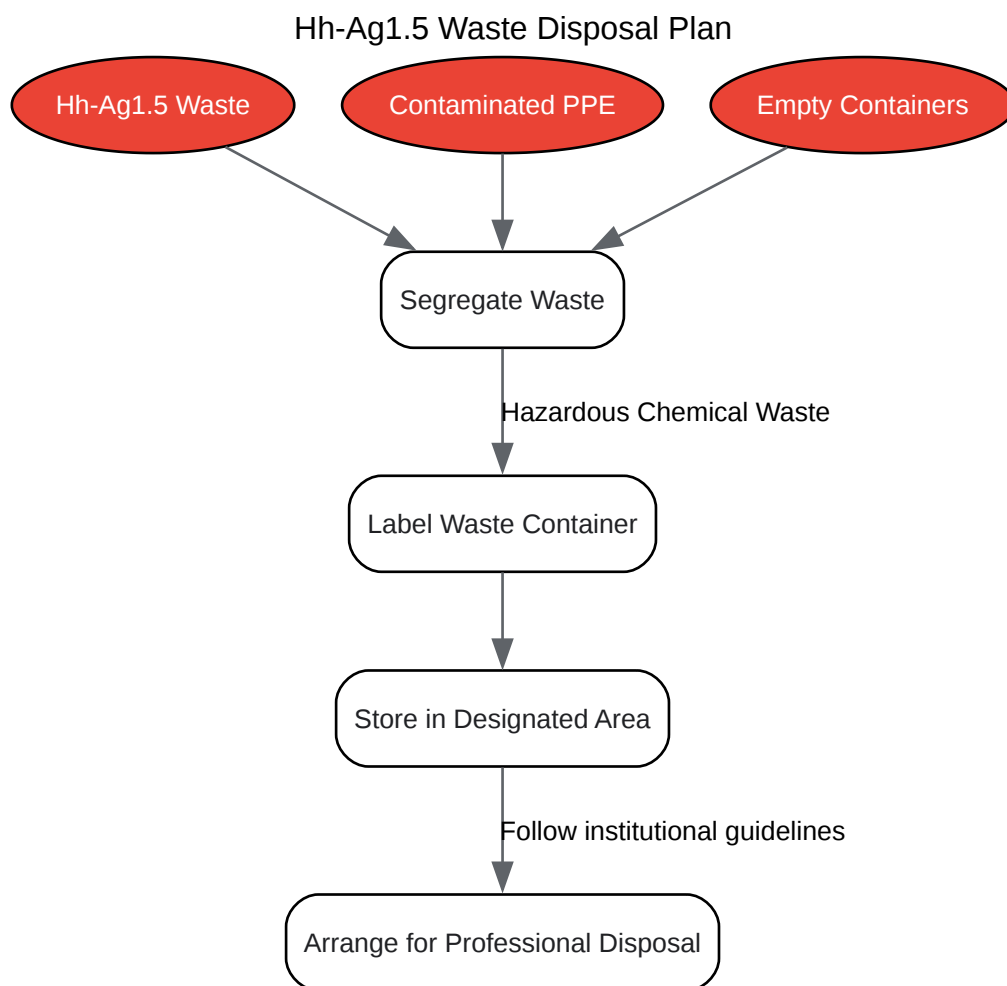 Hh-Ag1.5 Waste Disposal Plan
Hh-Ag1.5 Waste
Contaminated PPE
Empty Containers
Segregate Waste
Hazardous Chemical Waste
Label Waste Container
Store in Designated Area
Follow institutional guidelines
Arrange for Professional Disposal